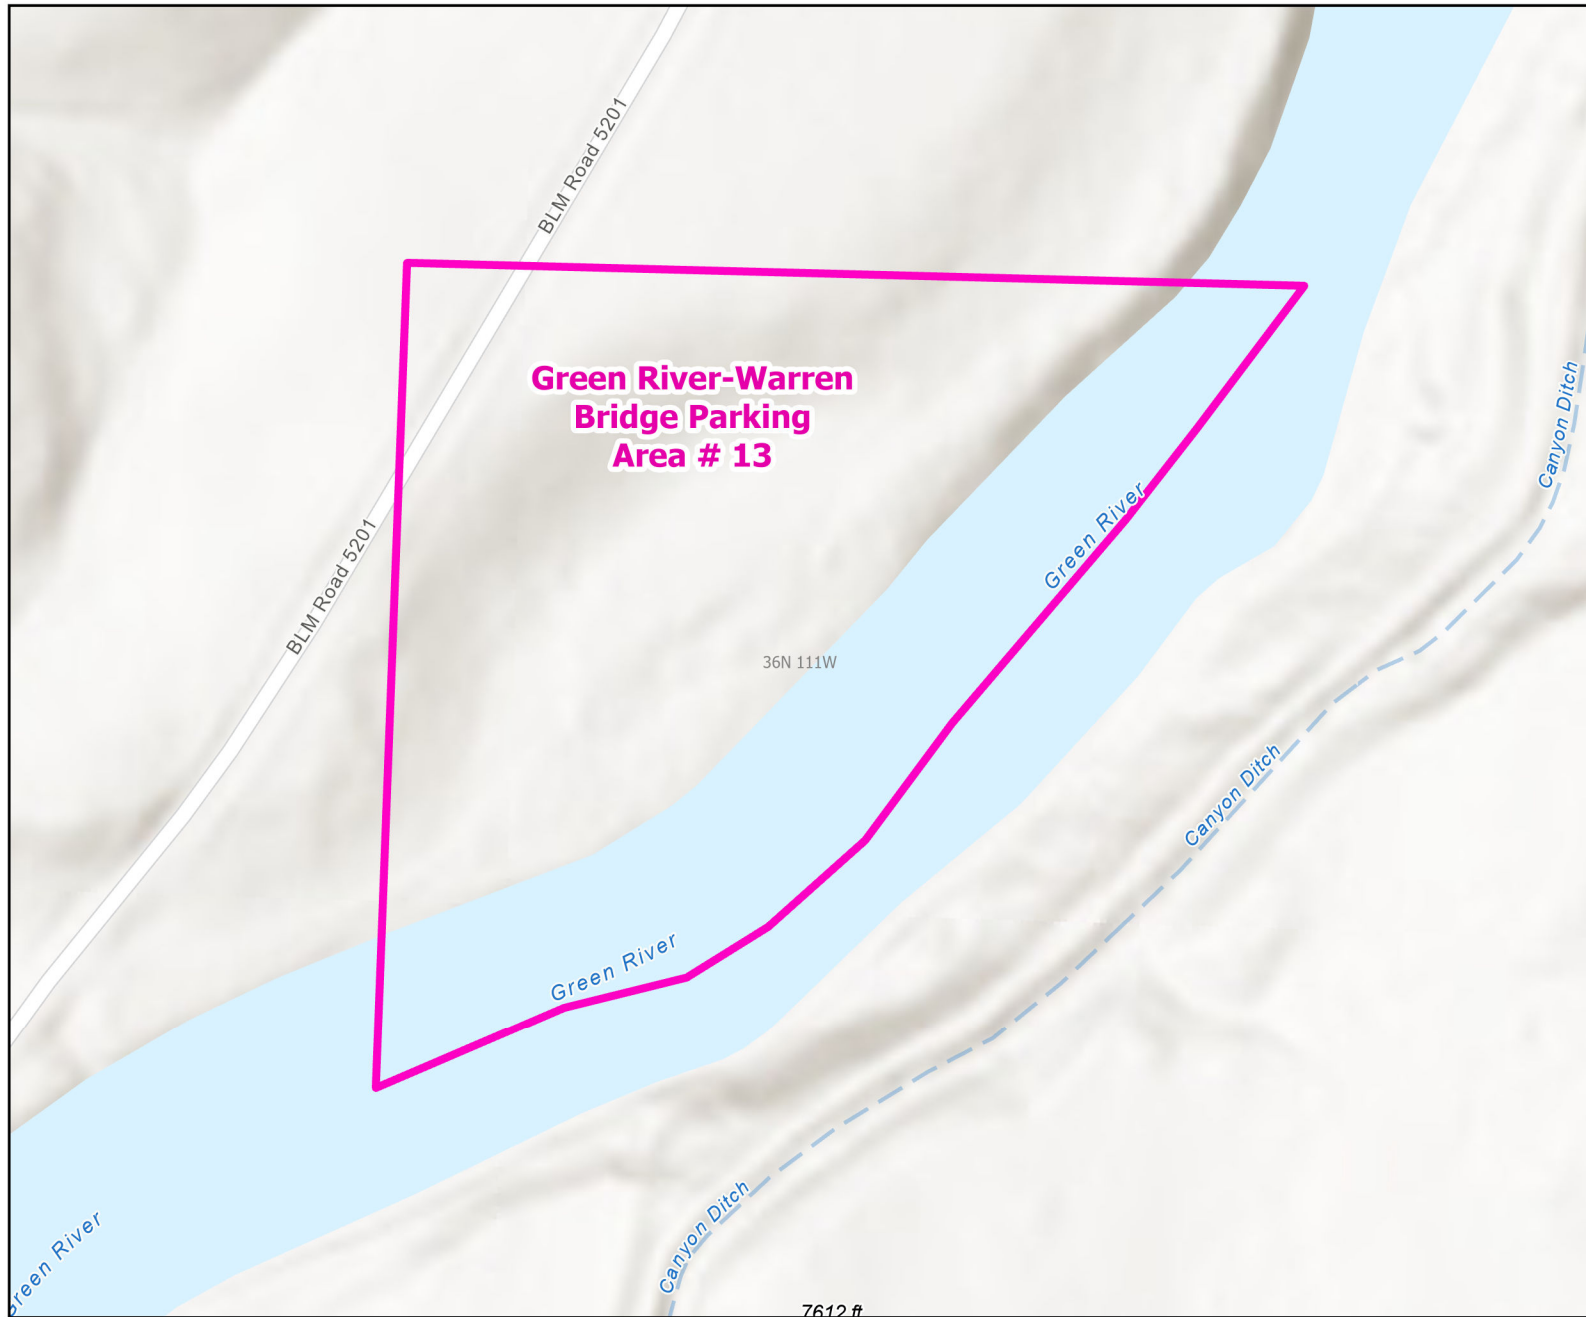 BLM Road 5201
Green River-Warren
Bridge Parking
Area # 13
Canyon Ditch
Green River
BLM Road 5201
36N 111W
Canyon Ditch
Green River
Canyon Ditch
Green River
7612 ft